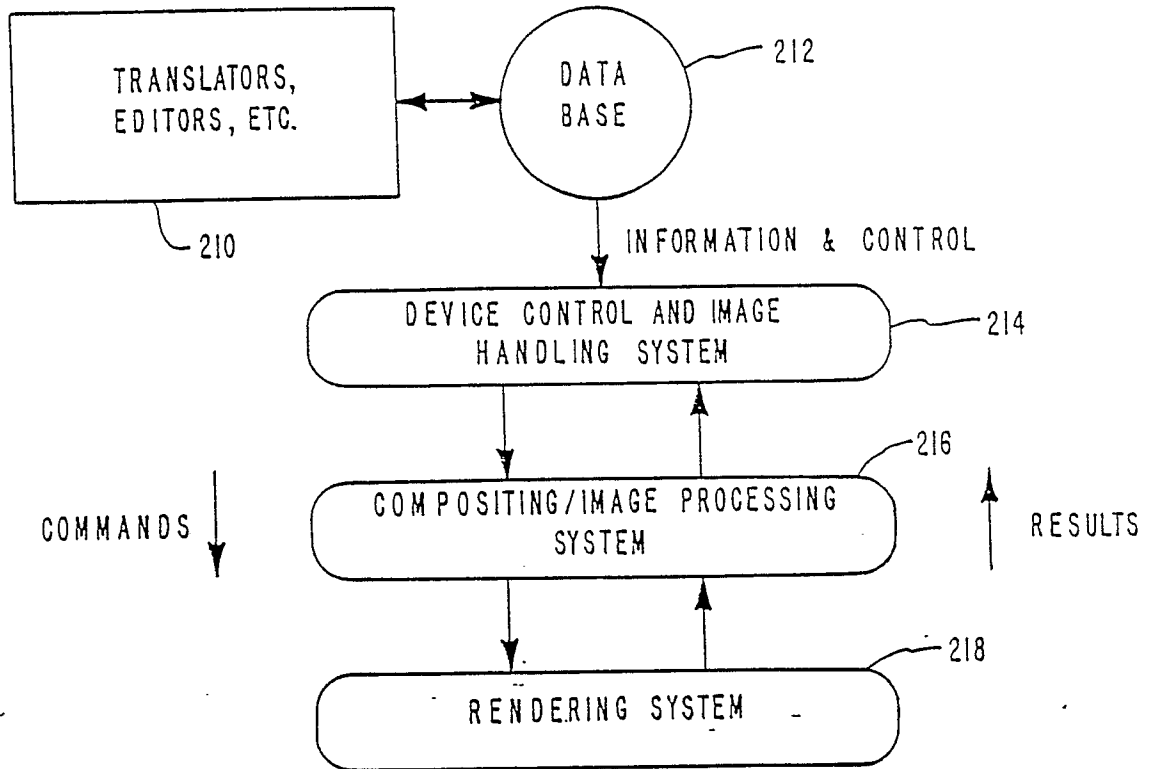 TRANSLATORS,
EDITORS, ETC.
DATA
BASE
212
210
INFORMATION & CONTROL
DEVICE CONTROL AND IMAGE
HANDLING SYSTEM
214
216
COMPOSITING/IMAGE PROCESSING
SYSTEM
COMMANDS
RESULTS
218
RENDERING SYSTEM